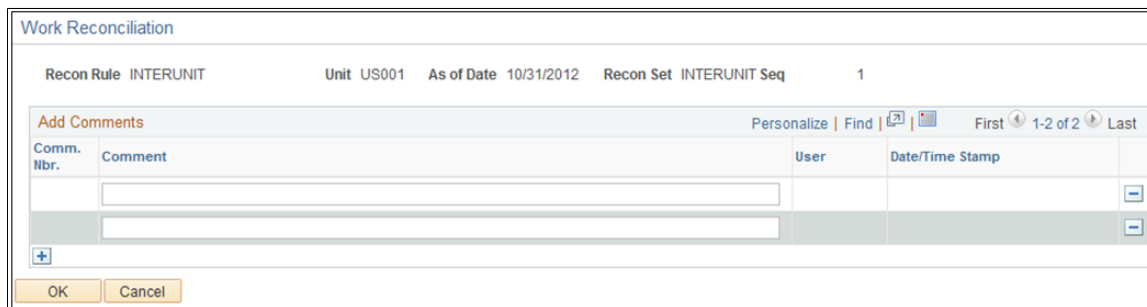 Work Reconciliation
Recon Rule INTERUNIT Unit US001 As of Date 10/31/2012 Recon Set INTERUNIT Seq 1
Add Comments Personalize | Find | | First 1-2 of 2 Last
Comm. Nbr. Comment User Date/Time Stamp
OK Cancel